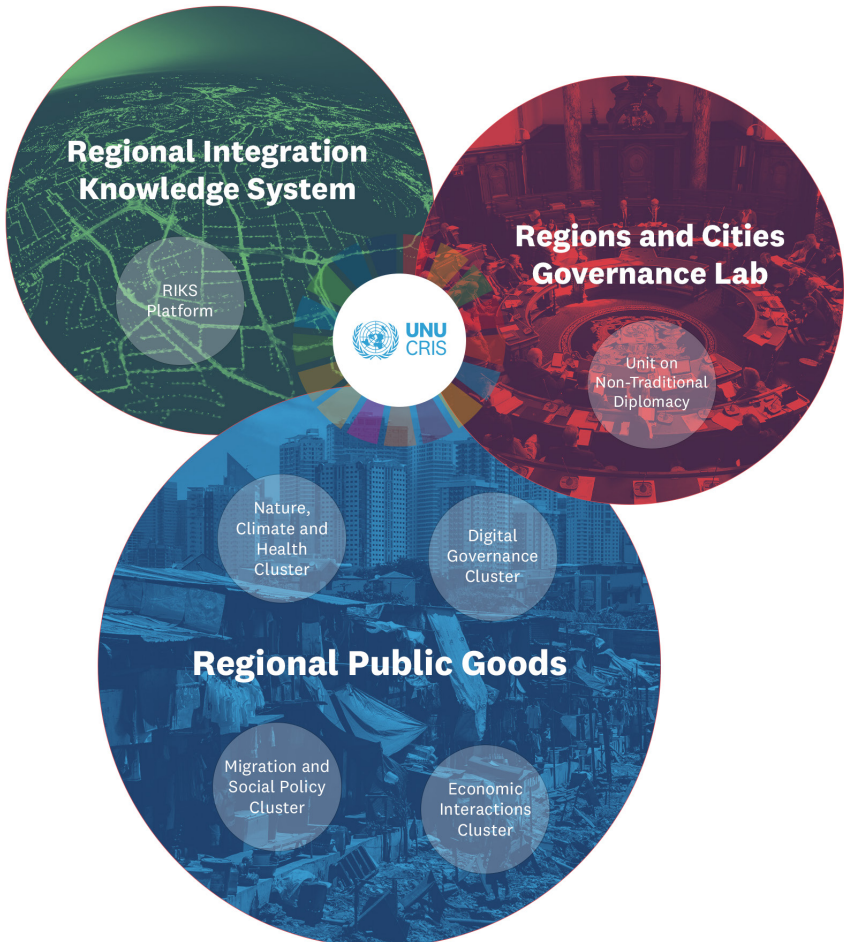 Regional Integration
Knowledge System
RIKS
Platform
Regions and Cities
Governance Lab
UNU
CRIS
Unit on
Non-Traditional
Diplomacy
Nature,
Climate and
Health
Cluster
Digital
Governance
Cluster
Regional Public Goods
Migration and
Social Policy
Cluster
Economic
Interactions
Cluster